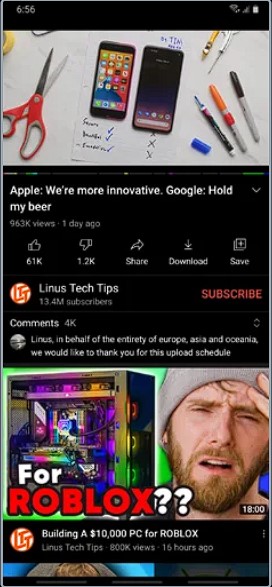 6:56
Secure
Beautiful
Apple: We're more innovative. Google: Hold
my beer
963K views · 1 day ago
61K
1.2K
Share
Download
Save
Linus Tech Tips
13.4M subscribers
SUBSCRIBE
Comments 4K
Linus, in behalf of the entirety of europe, asia and oceania,
we would like to thank you for this upload schedule
For
ROBLOX??
18:00
Building A $10,000 PC for ROBLOX
Linus Tech Tips · 800K views · 16 hours ago